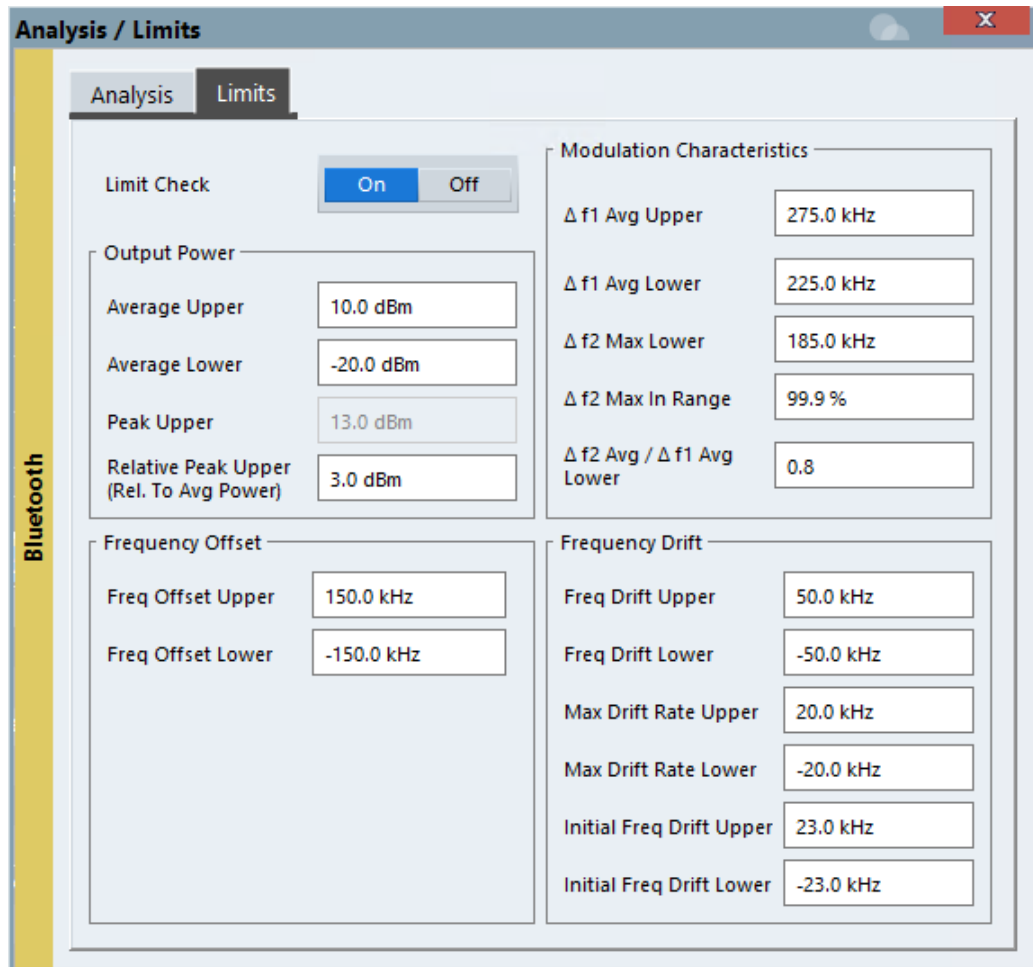 Analysis / Limits
X
Analysis
Limits
Limit Check
On
Off
Output Power
Average Upper
10.0 dBm
Average Lower
-20.0 dBm
Peak Upper
13.0 dBm
Relative Peak Upper
(Rel. To Avg Power)
3.0 dBm
Modulation Characteristics
Δ f1 Avg Upper
275.0 kHz
Δ f1 Avg Lower
225.0 kHz
Δ f2 Max Lower
185.0 kHz
Δ f2 Max In Range
99.9 %
Δ f2 Avg / Δ f1 Avg
Lower
0.8
Frequency Offset
Freq Offset Upper
150.0 kHz
Freq Offset Lower
-150.0 kHz
Frequency Drift
Freq Drift Upper
50.0 kHz
Freq Drift Lower
-50.0 kHz
Max Drift Rate Upper
20.0 kHz
Max Drift Rate Lower
-20.0 kHz
Initial Freq Drift Upper
23.0 kHz
Initial Freq Drift Lower
-23.0 kHz
Bluetooth